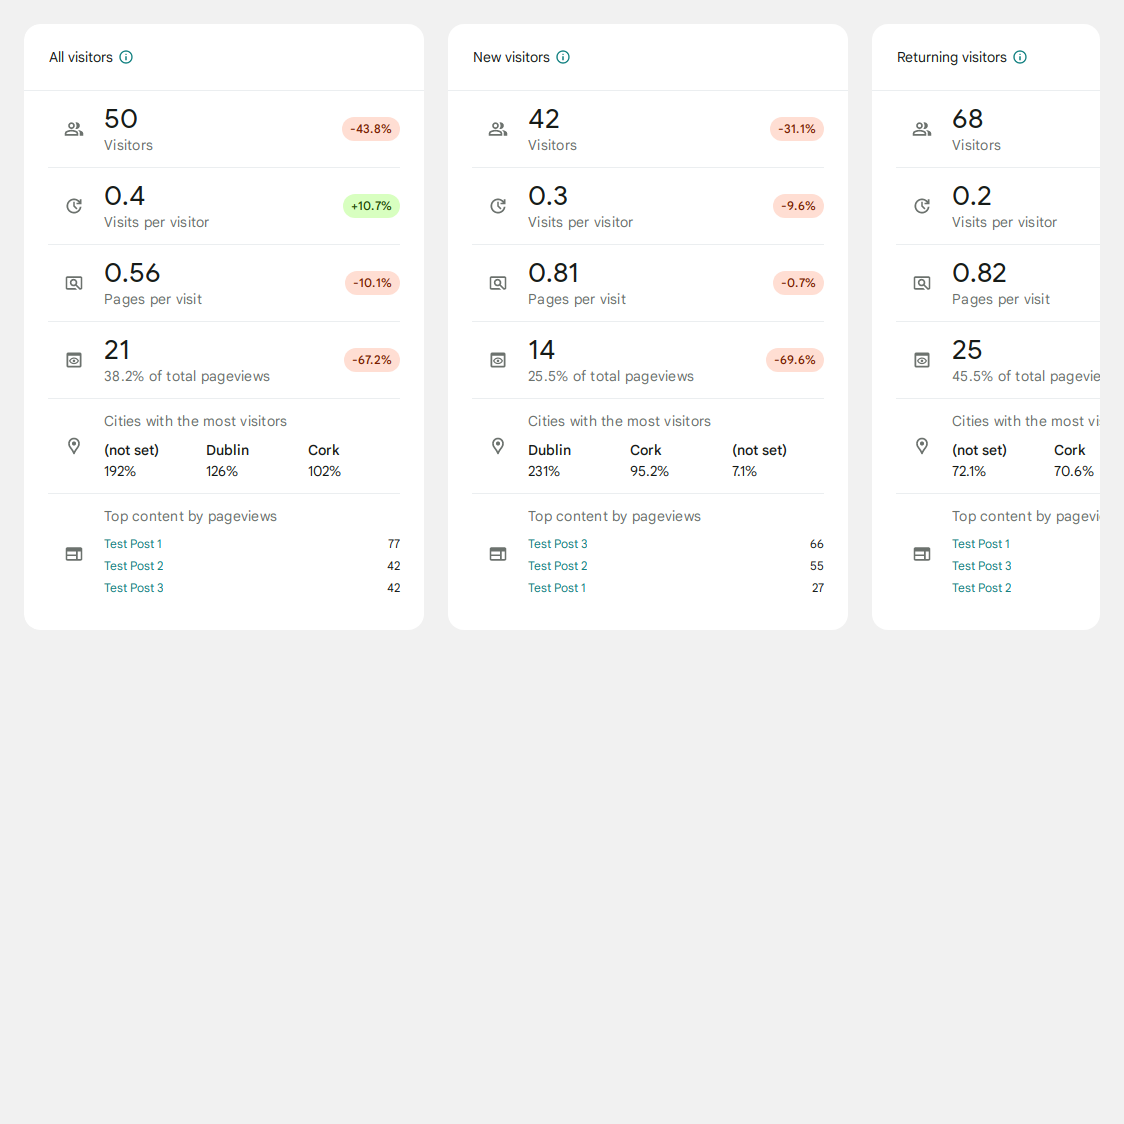 All visitors
50
Visitors
-43.8%
0.4
Visits per visitor
+10.7%
0.56
Pages per visit
-10.1%
21
38.2% of total pageviews
-67.2%
Cities with the most visitors
(not set) Dublin Cork
192% 126% 102%
Top content by pageviews
Test Post 1 77
Test Post 2 42
Test Post 3 42
New visitors
42
Visitors
-31.1%
0.3
Visits per visitor
-9.6%
0.81
Pages per visit
-0.7%
14
25.5% of total pageviews
-69.6%
Cities with the most visitors
Dublin Cork (not set)
231% 95.2% 7.1%
Top content by pageviews
Test Post 3 66
Test Post 2 55
Test Post 1 27
Returning visitors
68
Visitors
0.2
Visits per visitor
0.82
Pages per visit
25
45.5% of total pagevie
Cities with the most vi
(not set) Cork
72.1% 70.6%
Top content by pagevi
Test Post 1
Test Post 3
Test Post 2